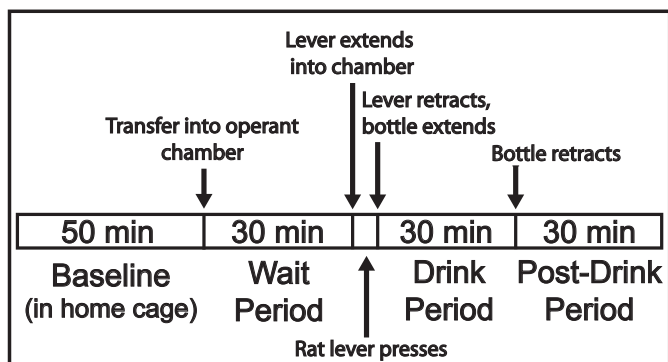 Lever extends
into chamber
Lever retracts,
bottle extends
Transfer into operant
chamber
Bottle retracts
50 min
30 min
30 min
30 min
Baseline
(in home cage)
Wait
Period
Drink
Period
Post-Drink
Period
Rat lever presses